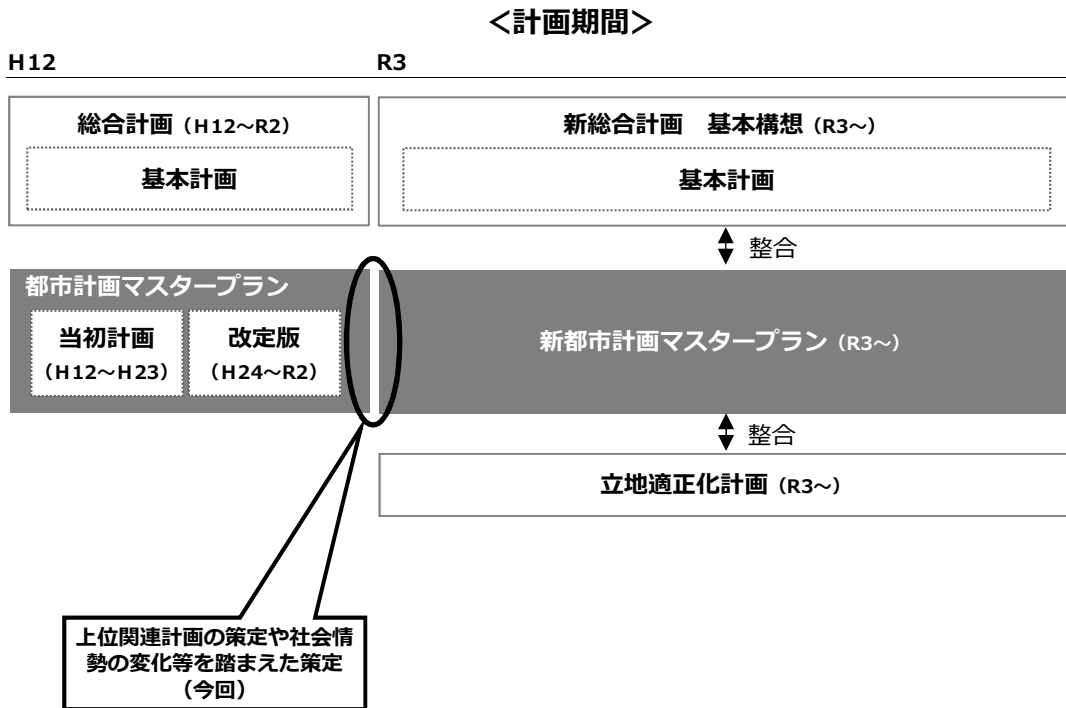 ＜計画期間＞
H12
R3
総合計画（H12～R2）
基本計画
新総合計画　基本構想（R3～）
基本計画
整合
都市計画マスタープラン
当初計画
（H12～H23）
改定版
（H24～R2）
新都市計画マスタープラン（R3～）
整合
立地適正化計画（R3～）
上位関連計画の策定や社会情
勢の変化等を踏まえた策定
（今回）